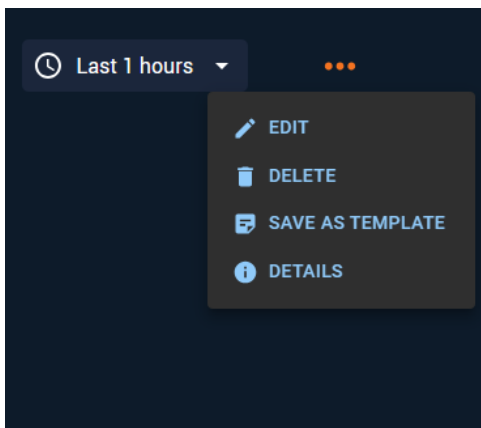 Last 1 hours
EDIT
DELETE
SAVE AS TEMPLATE
DETAILS